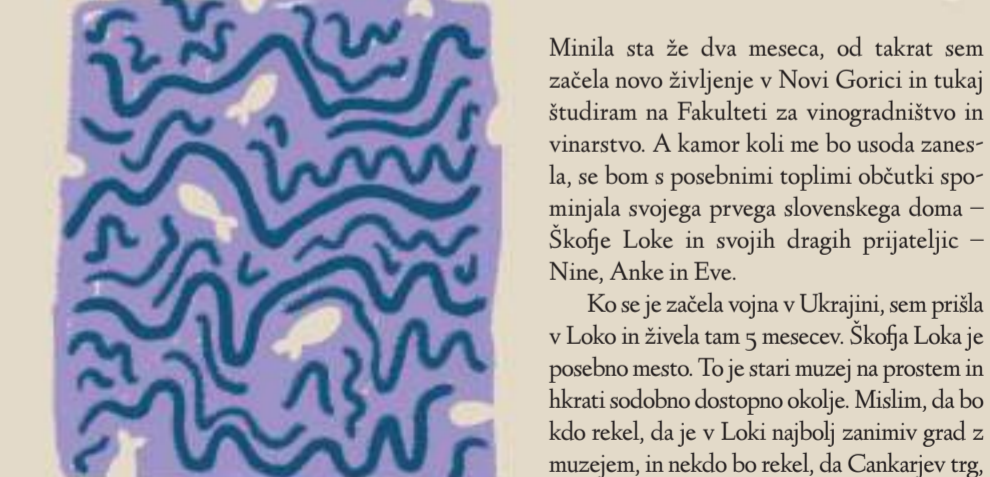 Minila sta že dva meseca, od takrat sem
začela novo življenje v Novi Gorici in tukaj
študiram na Fakulteti za vinogradništvo in
vinarstvo. A kamor koli me bo usoda zanes-
la, se bom s posebnimi toplimi občutki spo-
minjala svojega prvega slovenskega doma –
Škofje Loke in svojih dragih prijateljic –
Nine, Anke in Eve.
Ko se je začela vojna v Ukrajini, sem prišla
v Loko in živela tam 5 mesecev. Škofja Loka je
posebno mesto. To je stari muzej na prostem in
hkrati sodobno dostopno okolje. Mislim, da bo
kdo rekel, da je v Loki najbolj zanimiv grad z
muzejem, in nekdo bo rekel, da Cankarjev trg,